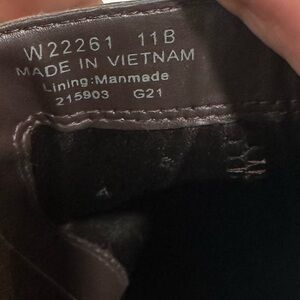 W22261 11B
MADE IN VIETNAM
Lining:Manmade
215903 G21